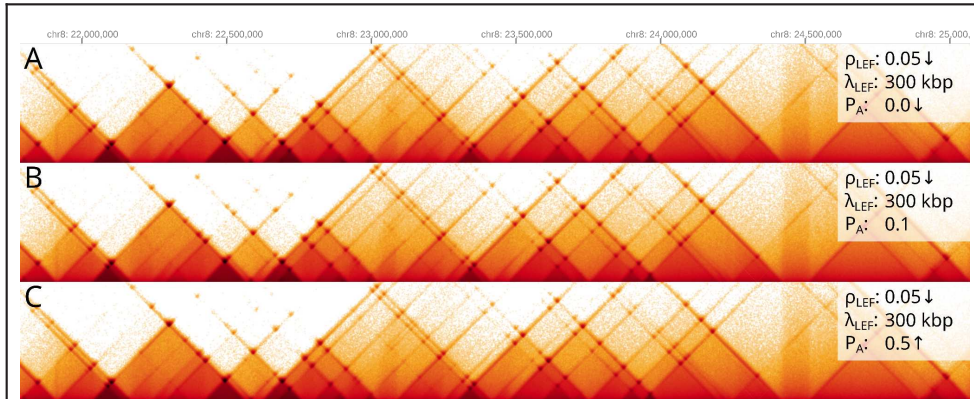 chr8: 22,000,000 chr8: 22,500,000 chr8: 23,000,000 chr8: 23,500,000 chr8: 24,000,000 chr8: 24,500,000 chr8: 25,000,
A
ρLEF: 0.05↓
λLEF: 300 kbp
PA: 0.0↓
B
ρLEF: 0.05↓
λLEF: 300 kbp
PA: 0.1
C
ρLEF: 0.05↓
λLEF: 300 kbp
PA: 0.5↑